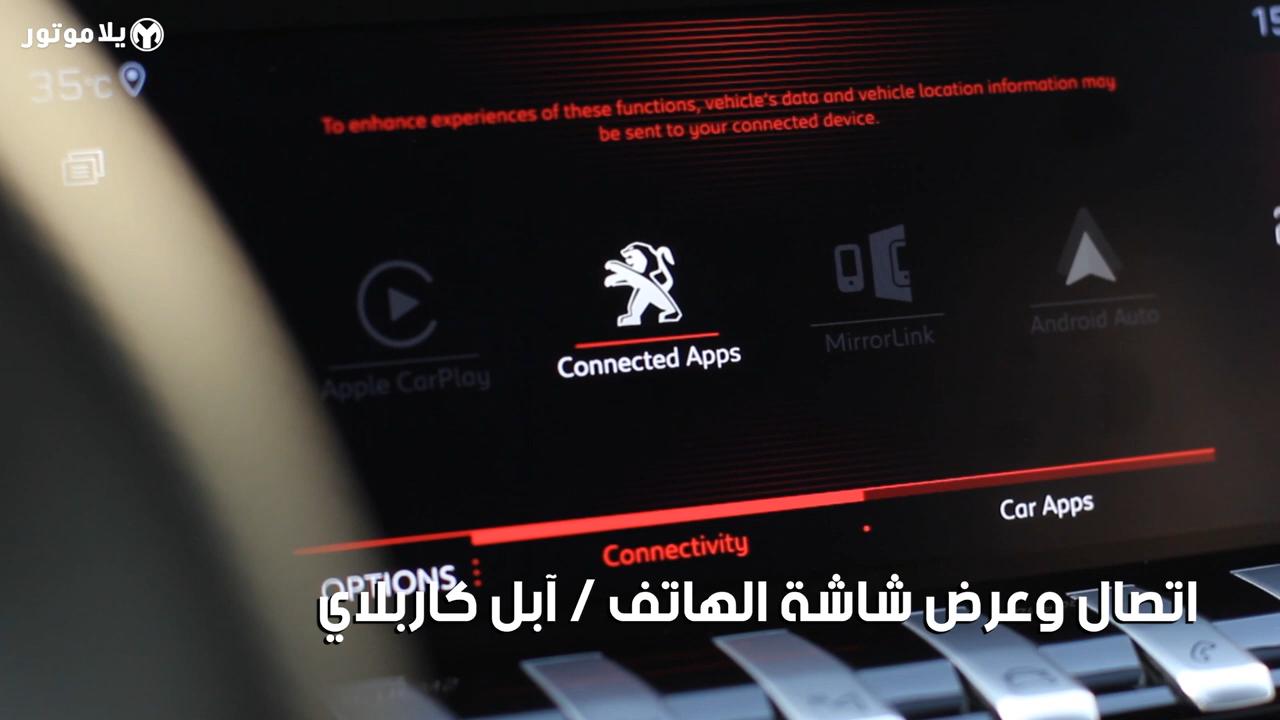 يلا موتور
35°C
15
To enhance experiences of these functions, vehicle's data and vehicle location information may
be sent to your connected device.
Apple CarPlay
Connected Apps
MirrorLink
Android Auto
OPTIONS
Connectivity
Car Apps
اتصال وعرض شاشة الهاتف / آبل كاربلاي